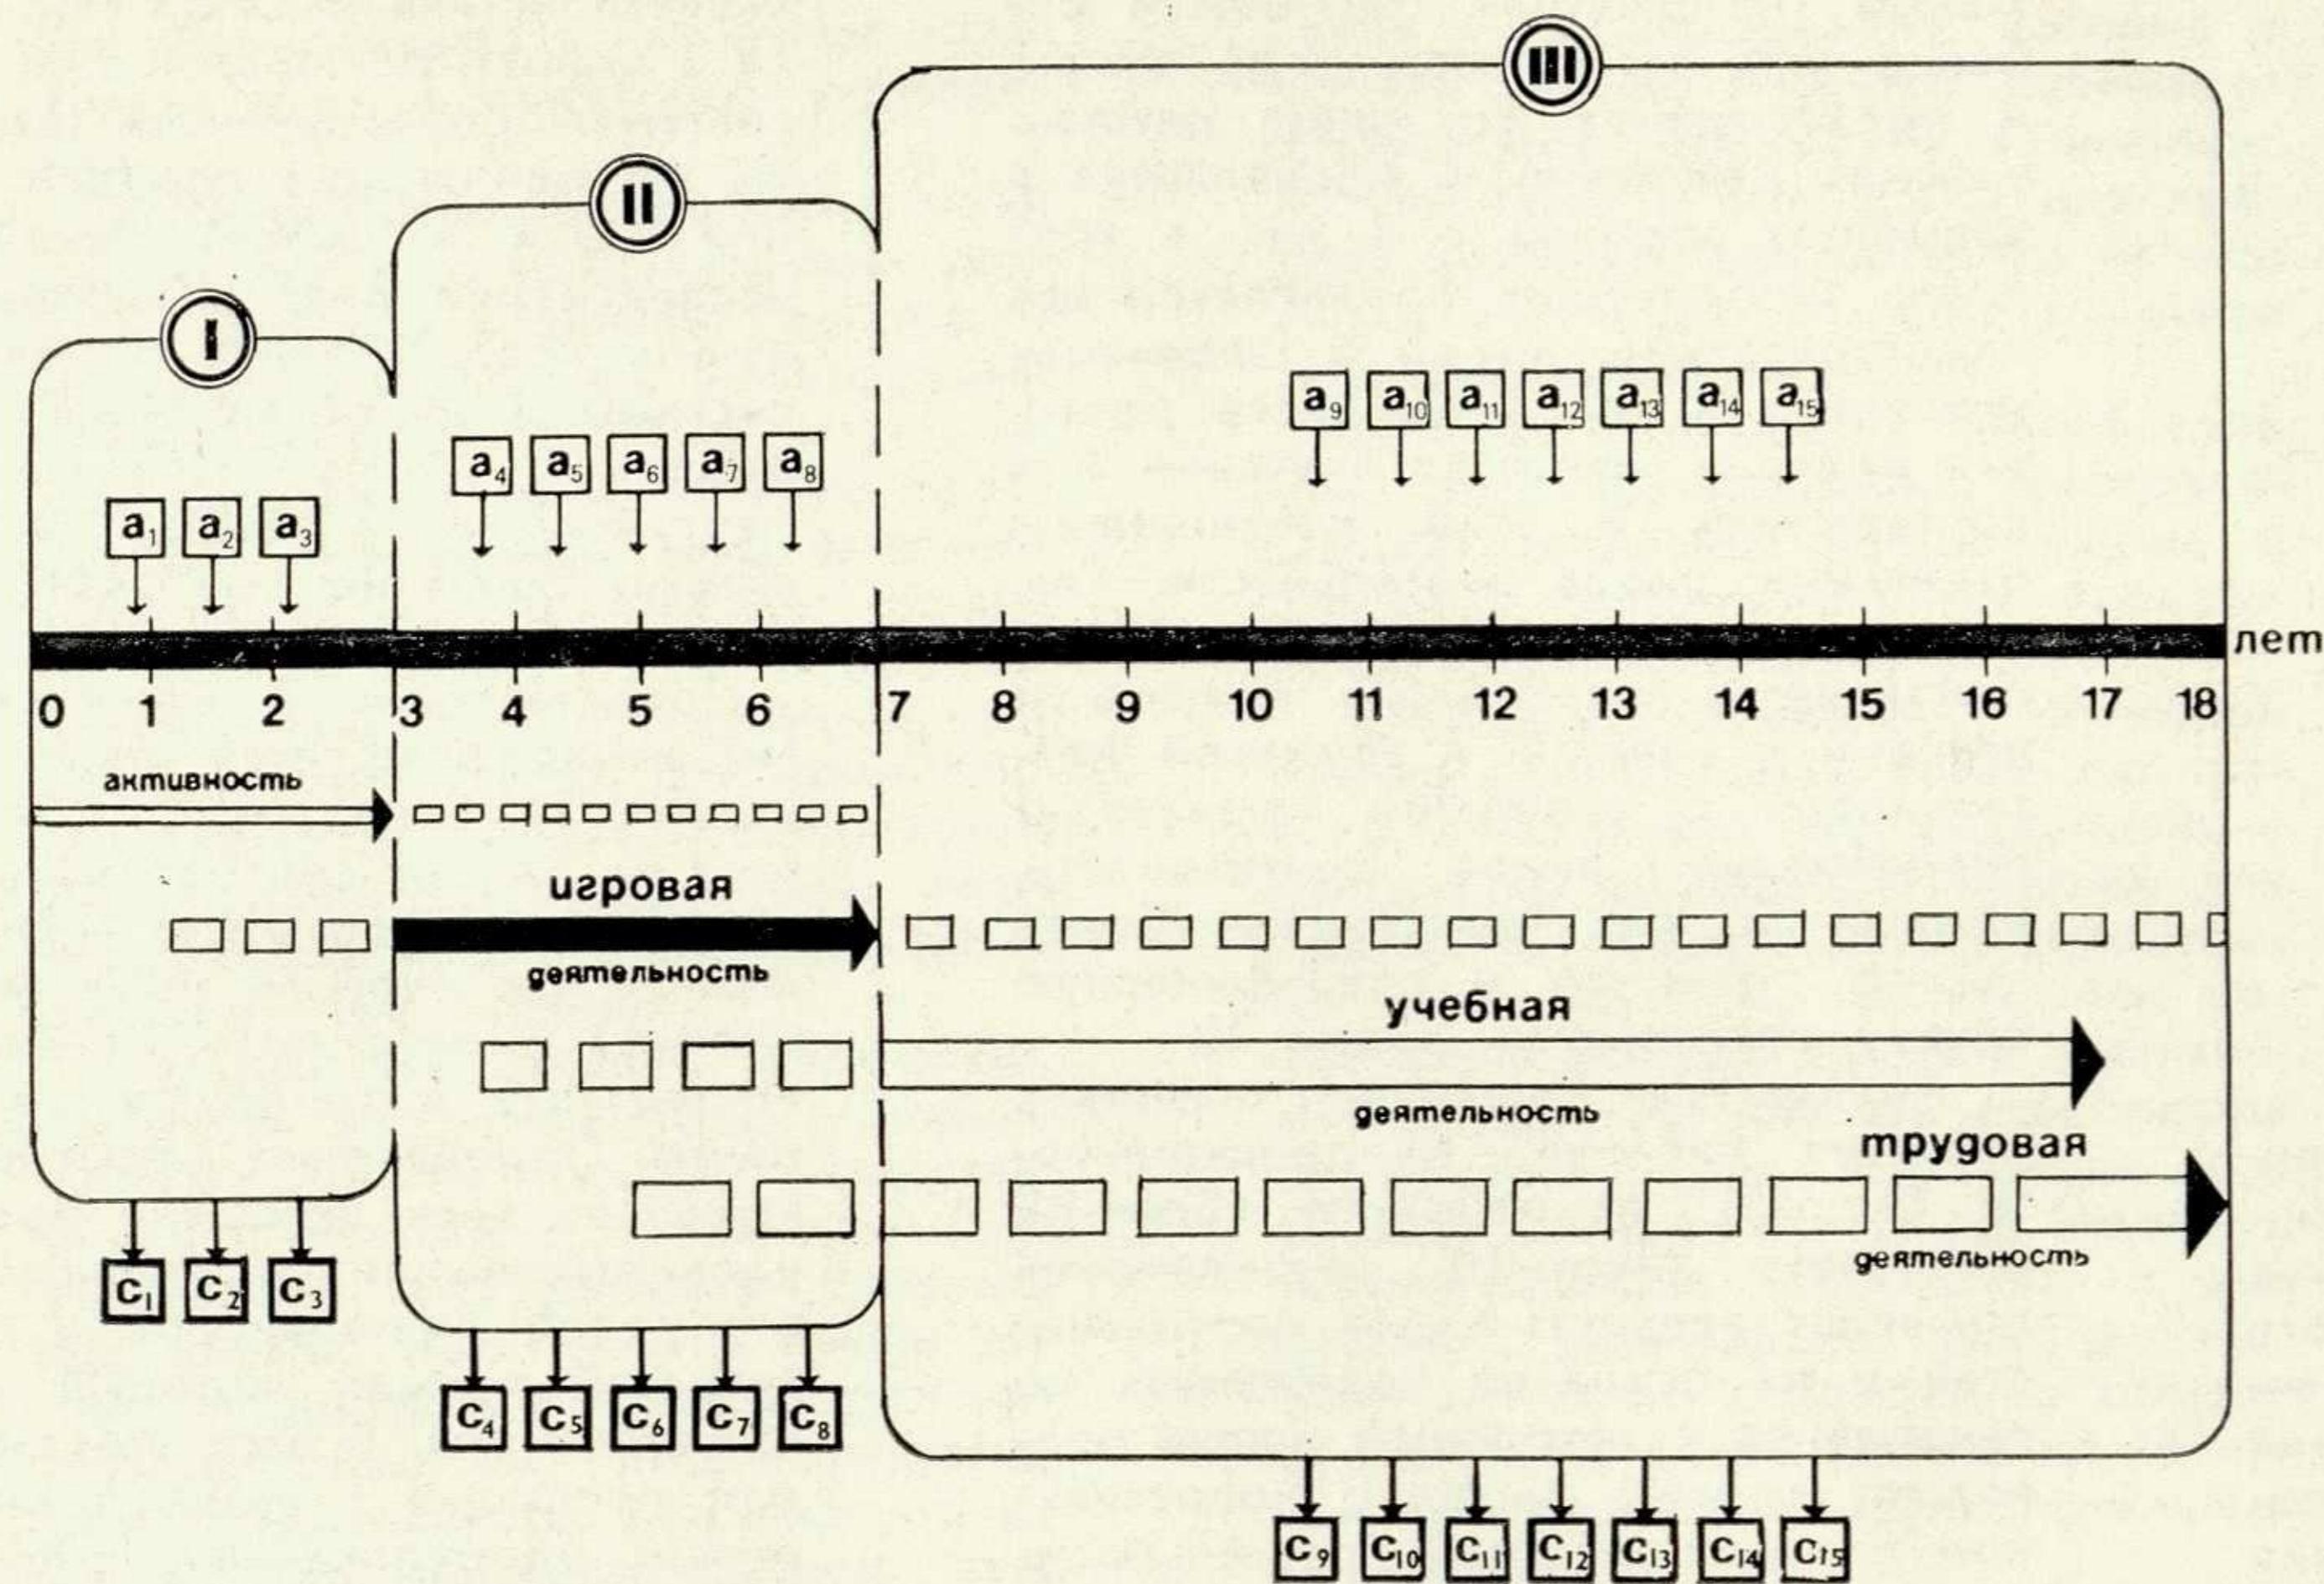 III
II
I
a₉ a₁₀ a₁₁ a₁₂ a₁₃ a₁₄ a₁₅
a₄ a₅ a₆ a₇ a₈
a₁ a₂ a₃
лет
0 1 2 3 4 5 6 7 8 9 10 11 12 13 14 15 16 17 18
активность
игровая
деятельность
учебная
деятельность
трудовая
деятельность
C₁ C₂ C₃
C₄ C₅ C₆ C₇ C₈
C₉ C₁₀ C₁₁ C₁₂ C₁₃ C₁₄ C₁₅